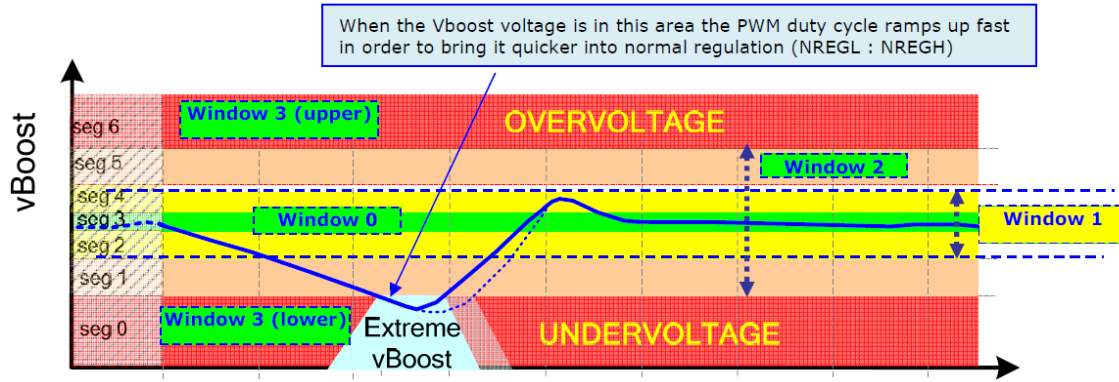 When the Vboost voltage is in this area the PWM duty cycle ramps up fast
in order to bring it quicker into normal regulation (NREGL : NREGH)
vBoost
seg 6
Window 3 (upper)
OVERVOLTAGE
seg 5
Window 2
seg 4
seg 3
Window 0
Window 1
seg 2
seg 1
seg 0
Window 3 (lower)
Extreme
vBoost
UNDERVOLTAGE